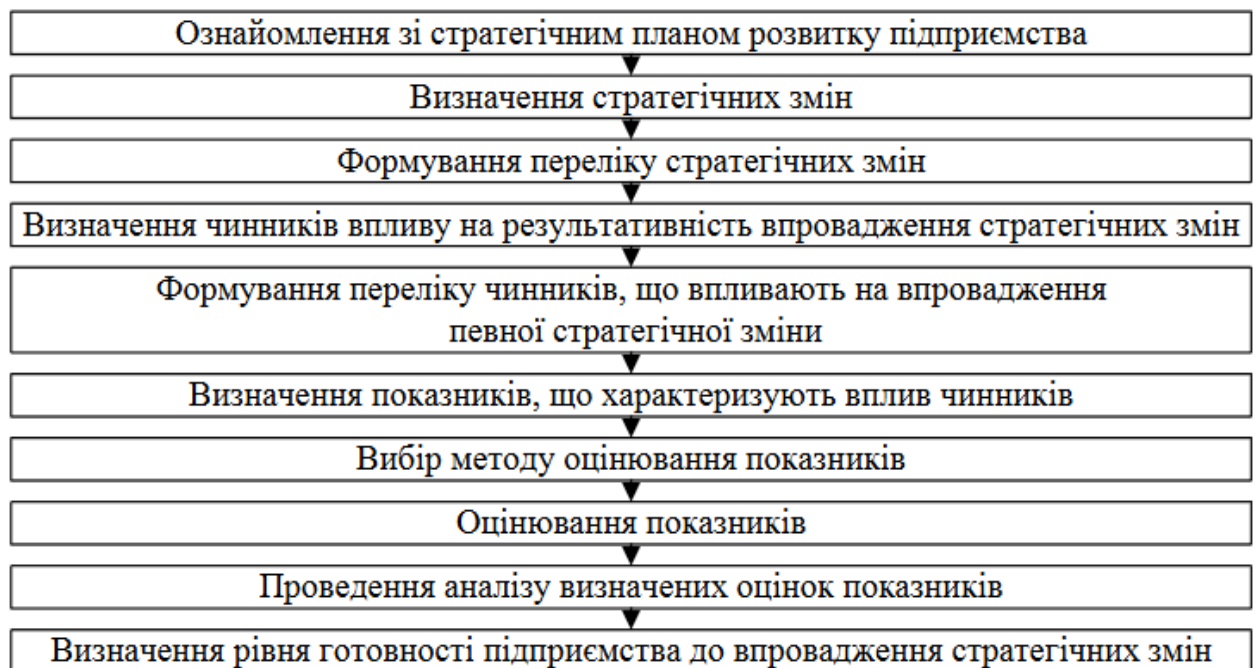 Ознайомлення зі стратегічним планом розвитку підприємства
Визначення стратегічних змін
Формування переліку стратегічних змін
Визначення чинників впливу на результативність впровадження стратегічних змін
Формування переліку чинників, що впливають на впровадження
певної стратегічної зміни
Визначення показників, що характеризують вплив чинників
Вибір методу оцінювання показників
Оцінювання показників
Проведення аналізу визначених оцінок показників
Визначення рівня готовності підприємства до впровадження стратегічних змін